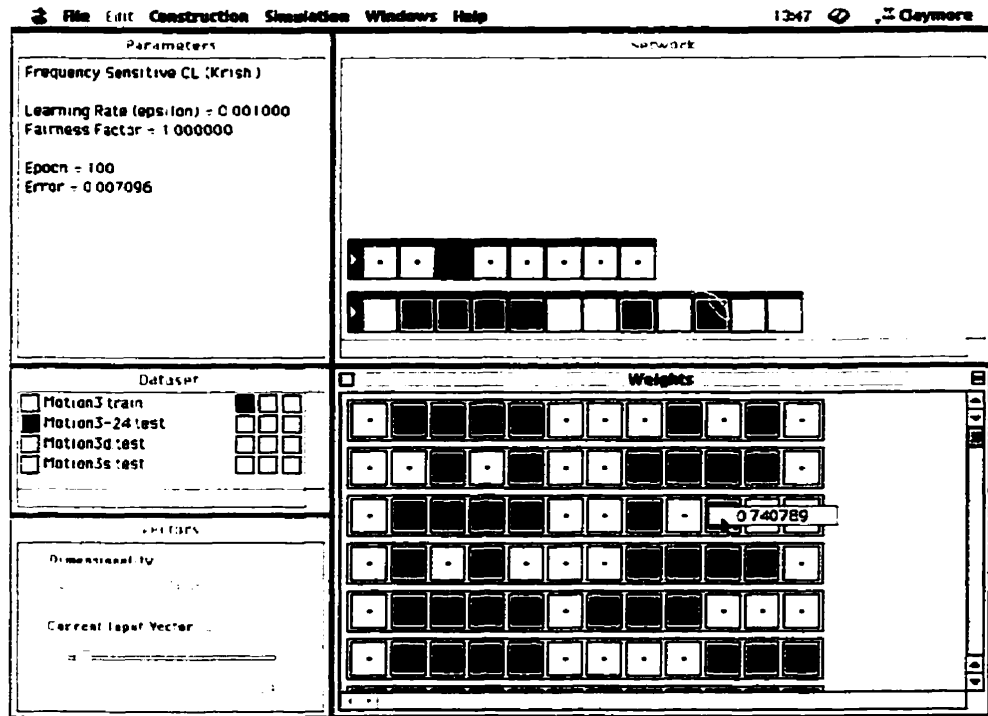 File Edit Construction Simulation Windows Help 13:47 Claymore
Parameters
Frequency Sensitive CL (Krish)
Learning Rate (epsilon) = 0.001000
Fairness Factor = 1.000000
Epoch = 100
Error = 0.007096
Network
Dataset
Motion3 train
Motion3-24 test
Motion3d test
Motion3s test
Weights
0.740789
Vectors
Dimensionality
Current Input Vector